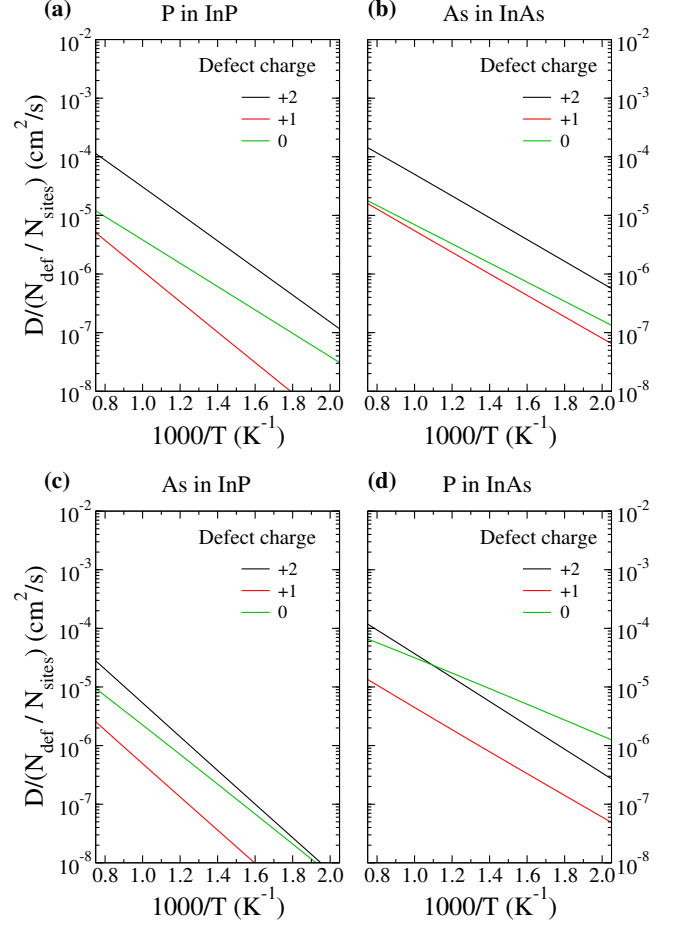 (a) P in InP
(b) As in InAs
D/(N_def / N_sites) (cm^2/s)
10^-2
10^-3
10^-4
10^-5
10^-6
10^-7
10^-8
Defect charge
+2
+1
0
0.8 1.0 1.2 1.4 1.6 1.8 2.0
1000/T (K^-1)
Defect charge
+2
+1
0
10^-2
10^-3
10^-4
10^-5
10^-6
10^-7
10^-8
0.8 1.0 1.2 1.4 1.6 1.8 2.0
1000/T (K^-1)
(c) As in InP
(d) P in InAs
D/(N_def / N_sites) (cm^2/s)
10^-2
10^-3
10^-4
10^-5
10^-6
10^-7
10^-8
Defect charge
+2
+1
0
0.8 1.0 1.2 1.4 1.6 1.8 2.0
1000/T (K^-1)
Defect charge
+2
+1
0
10^-2
10^-3
10^-4
10^-5
10^-6
10^-7
10^-8
0.8 1.0 1.2 1.4 1.6 1.8 2.0
1000/T (K^-1)